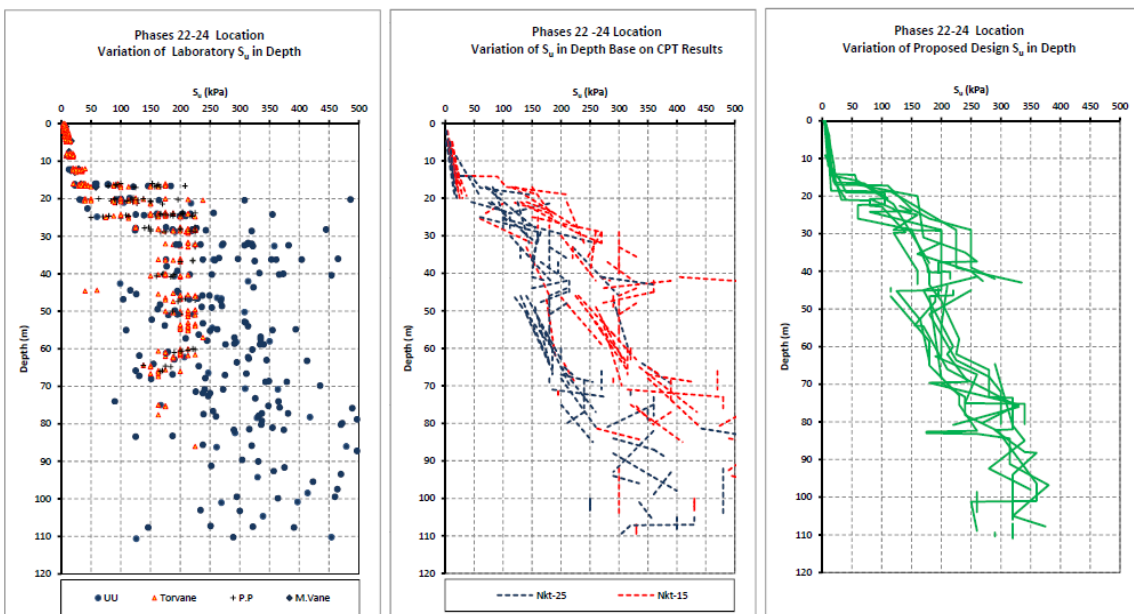 Phases 22-24 Location
Variation of Laboratory Su in Depth
Su (kPa)
0 50 100 150 200 250 300 350 400 450 500
0
10
20
30
40
50
60
70
80
90
100
110
120
Depth (m)
UU Torvane P.P M.Vane
Phases 22 -24 Location
Variation of Su in Depth Base on CPT Results
Su (kPa)
0 50 100 150 200 250 300 350 400 450 500
0
10
20
30
40
50
60
70
80
90
100
110
120
Depth (m)
Nkt-25 Nkt-15
Phases 22-24 Location
Variation of Proposed Design Su in Depth
Su (kPa)
0 50 100 150 200 250 300 350 400 450 500
0
10
20
30
40
50
60
70
80
90
100
110
120
Depth (m)